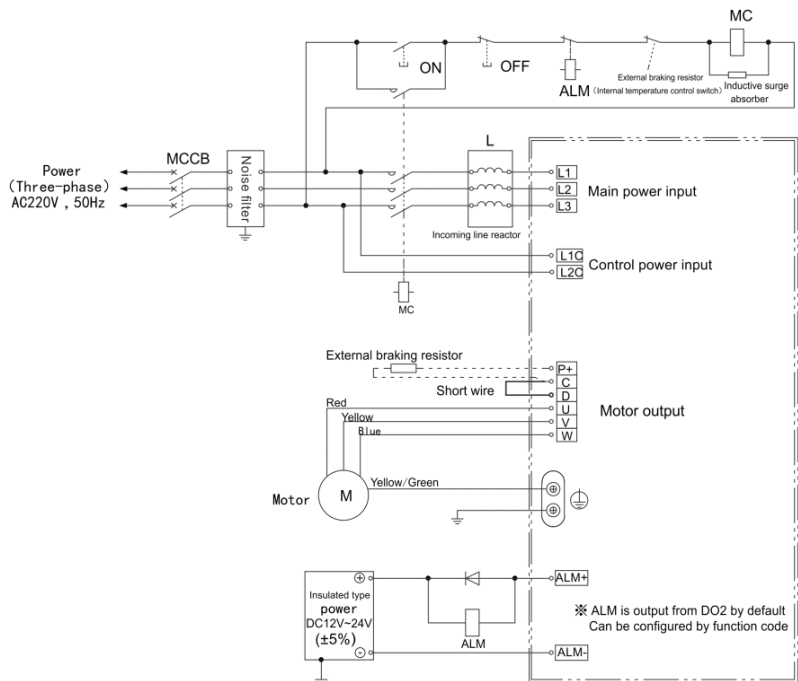 MC
ON
OFF
ALM
External braking resistor
(Internal temperature control switch)
Inductive surge
absorber
MCCB
Noise filter
L
Power
(Three-phase)
AC220V , 50Hz
L1
L2
L3
Main power input
Incoming line reactor
L1C
L2C
Control power input
MC
External braking resistor
Short wire
P+
C
D
U
V
W
Motor output
Red
Yellow
Blue
Motor
M
Yellow/Green
Insulated type
power
DC12V~24V
(±5%)
ALM
ALM+
ALM-
※ ALM is output from DO2 by default
Can be configured by function code